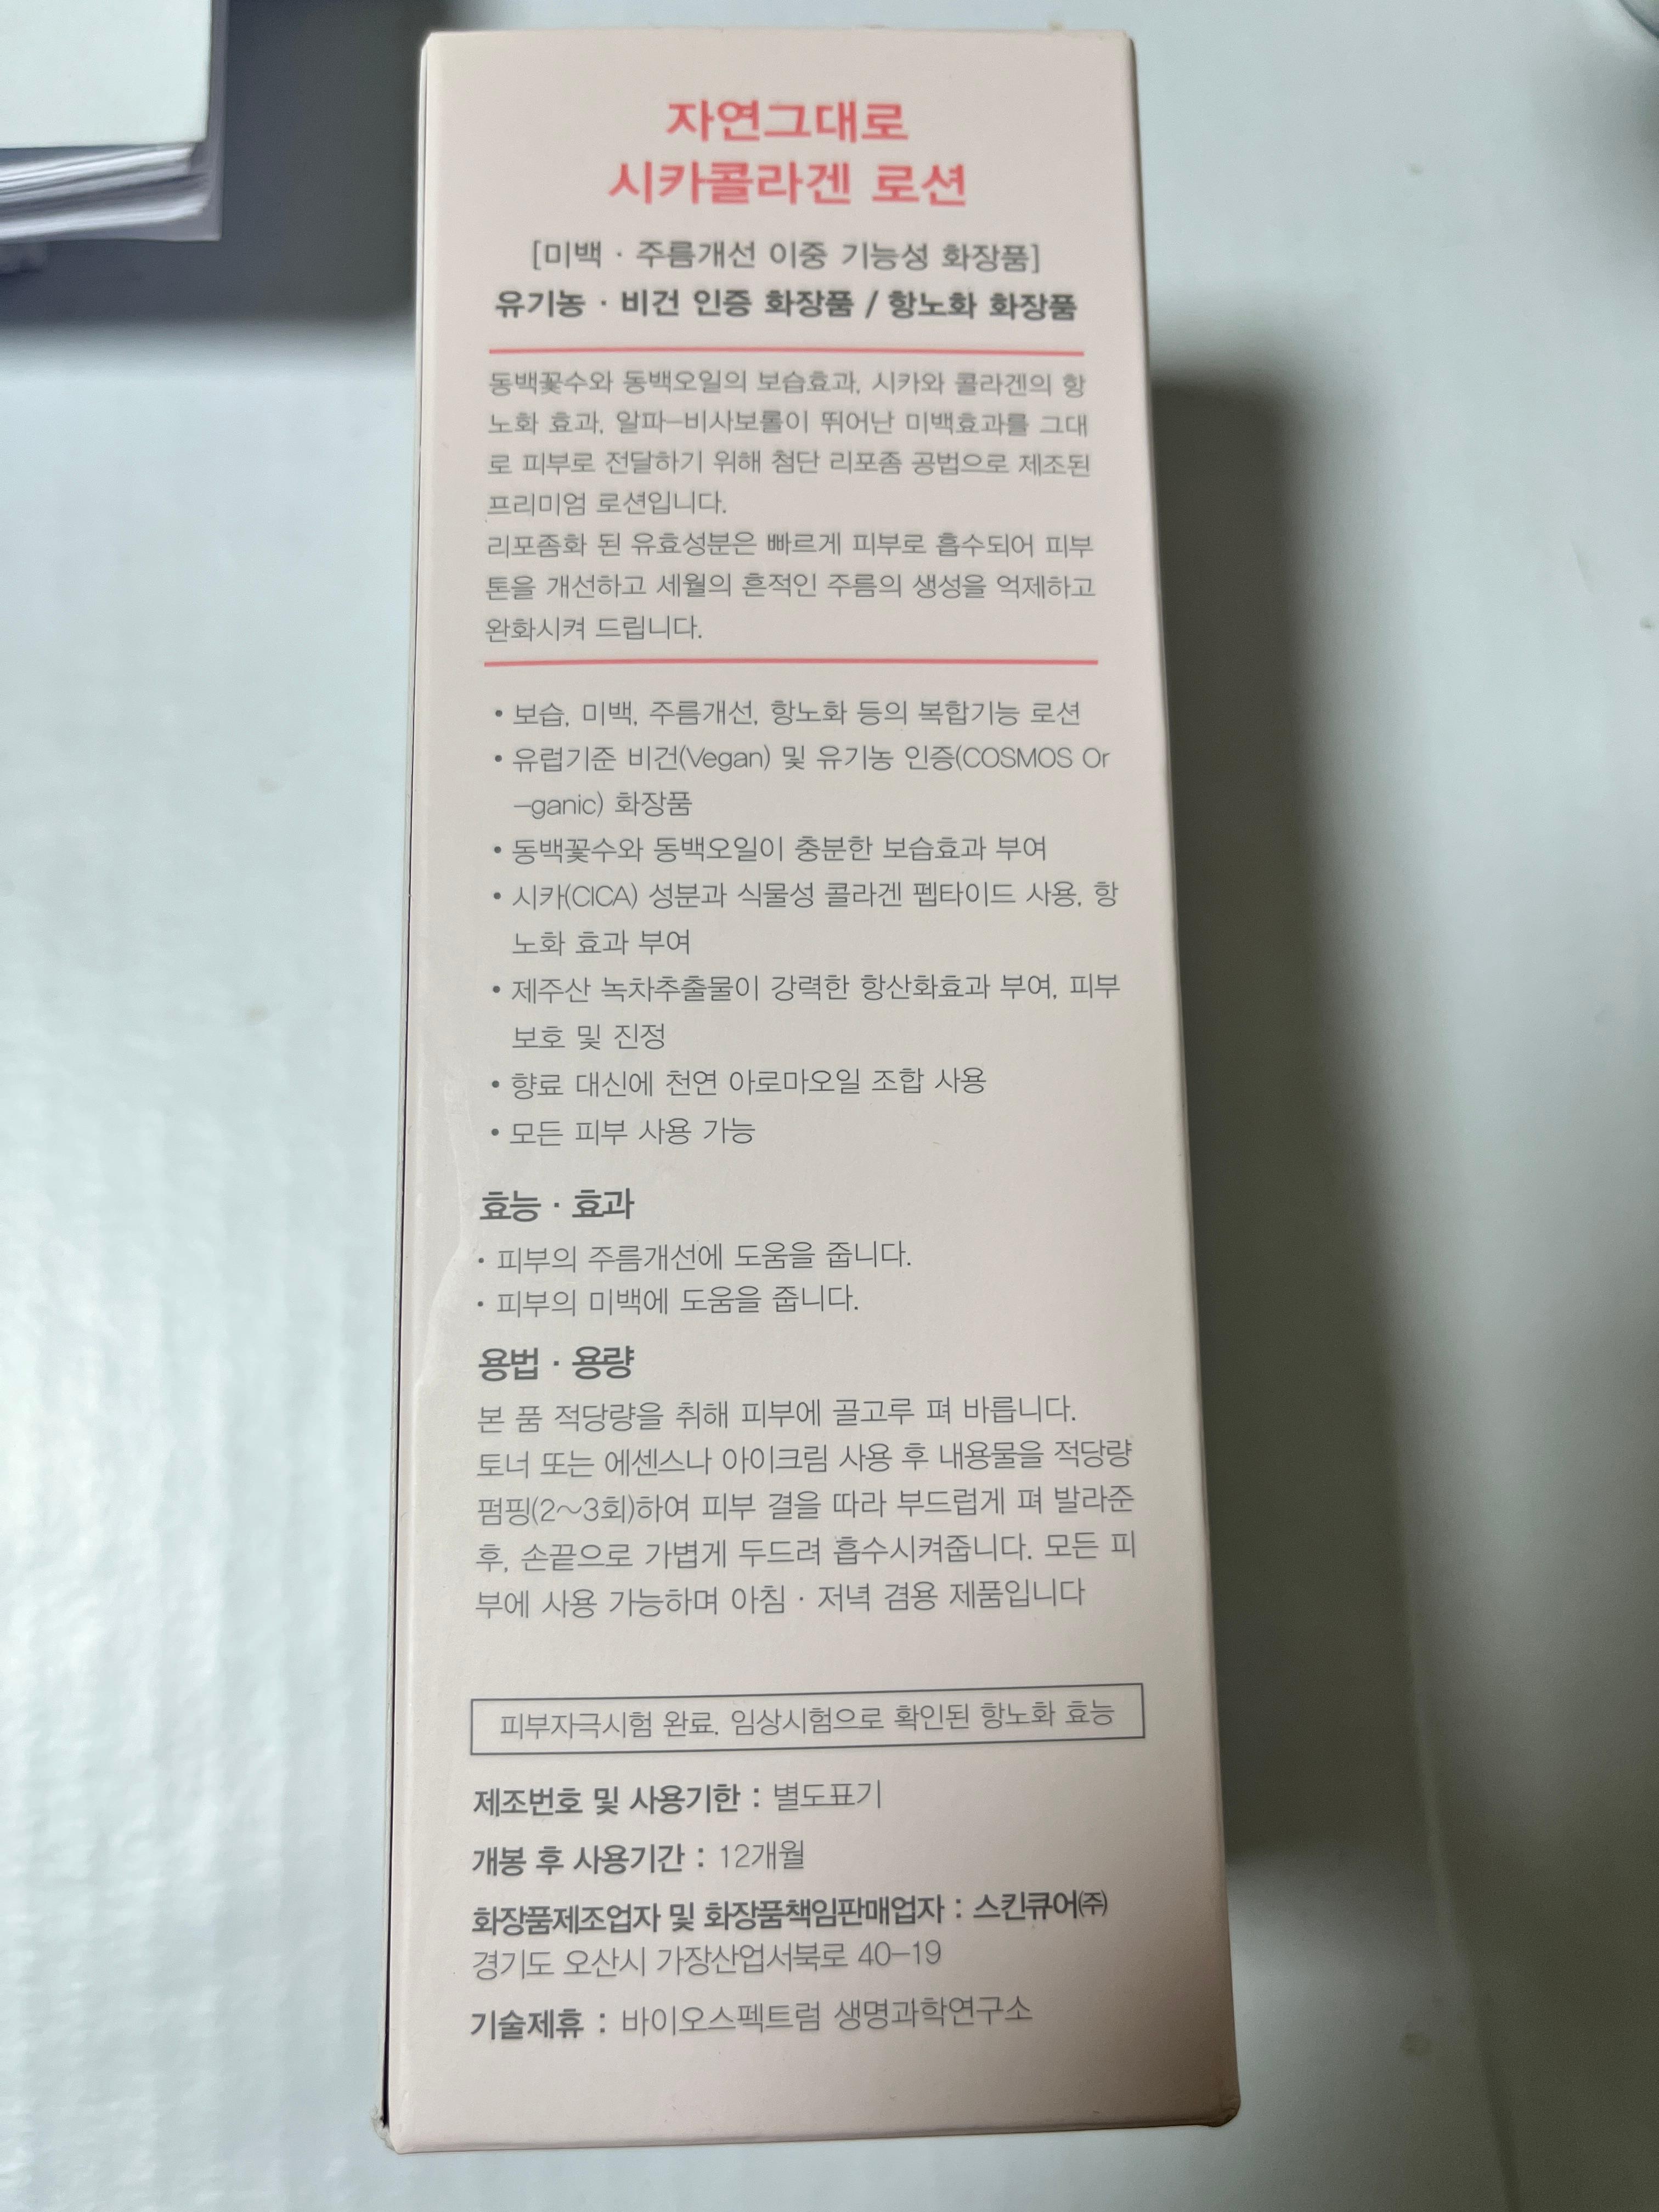 자연그대로
시카콜라겐 로션
[미백 · 주름개선 이중 기능성 화장품]
유기농 · 비건 인증 화장품 / 항노화 화장품
동백꽃수와 동백오일의 보습효과, 시카와 콜라겐의 항
노화 효과, 알파-비사보롤이 뛰어난 미백효과를 그대
로 피부로 전달하기 위해 첨단 리포좀 공법으로 제조된
프리미엄 로션입니다.
리포좀화 된 유효성분은 빠르게 피부로 흡수되어 피부
톤을 개선하고 세월의 흔적인 주름의 생성을 억제하고
완화시켜 드립니다.
• 보습, 미백, 주름개선, 항노화 등의 복합기능 로션
• 유럽기준 비건(Vegan) 및 유기농 인증(COSMOS Or
-ganic) 화장품
• 동백꽃수와 동백오일이 충분한 보습효과 부여
• 시카(CICA) 성분과 식물성 콜라겐 펩타이드 사용, 항
노화 효과 부여
• 제주산 녹차추출물이 강력한 항산화효과 부여, 피부
보호 및 진정
• 향료 대신에 천연 아로마오일 조합 사용
• 모든 피부 사용 가능
효능 · 효과
· 피부의 주름개선에 도움을 줍니다.
· 피부의 미백에 도움을 줍니다.
용법 · 용량
본 품 적당량을 취해 피부에 골고루 펴 바릅니다.
토너 또는 에센스나 아이크림 사용 후 내용물을 적당량
펌핑(2~3회)하여 피부 결을 따라 부드럽게 펴 발라준
후, 손끝으로 가볍게 두드려 흡수시켜줍니다. 모든 피
부에 사용 가능하며 아침 · 저녁 겸용 제품입니다
피부자극시험 완료, 임상시험으로 확인된 항노화 효능
제조번호 및 사용기한 : 별도표기
개봉 후 사용기간 : 12개월
화장품제조업자 및 화장품책임판매업자 : 스킨큐어㈜
경기도 오산시 가장산업서북로 40-19
기술제휴 : 바이오스펙트럼 생명과학연구소